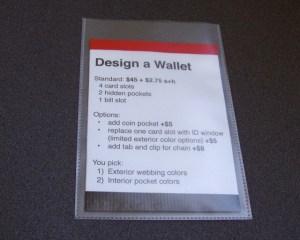 Design a Wallet
Standard: $45 + $2.75 s+h
4 card slots
2 hidden pockets
1 bill slot
Options:
• add coin pocket +$5
• replace one card slot with ID window
(limited exterior color options) +$5
• add tab and clip for chain +$8
You pick:
1) Exterior webbing colors
2) Interior pocket colors